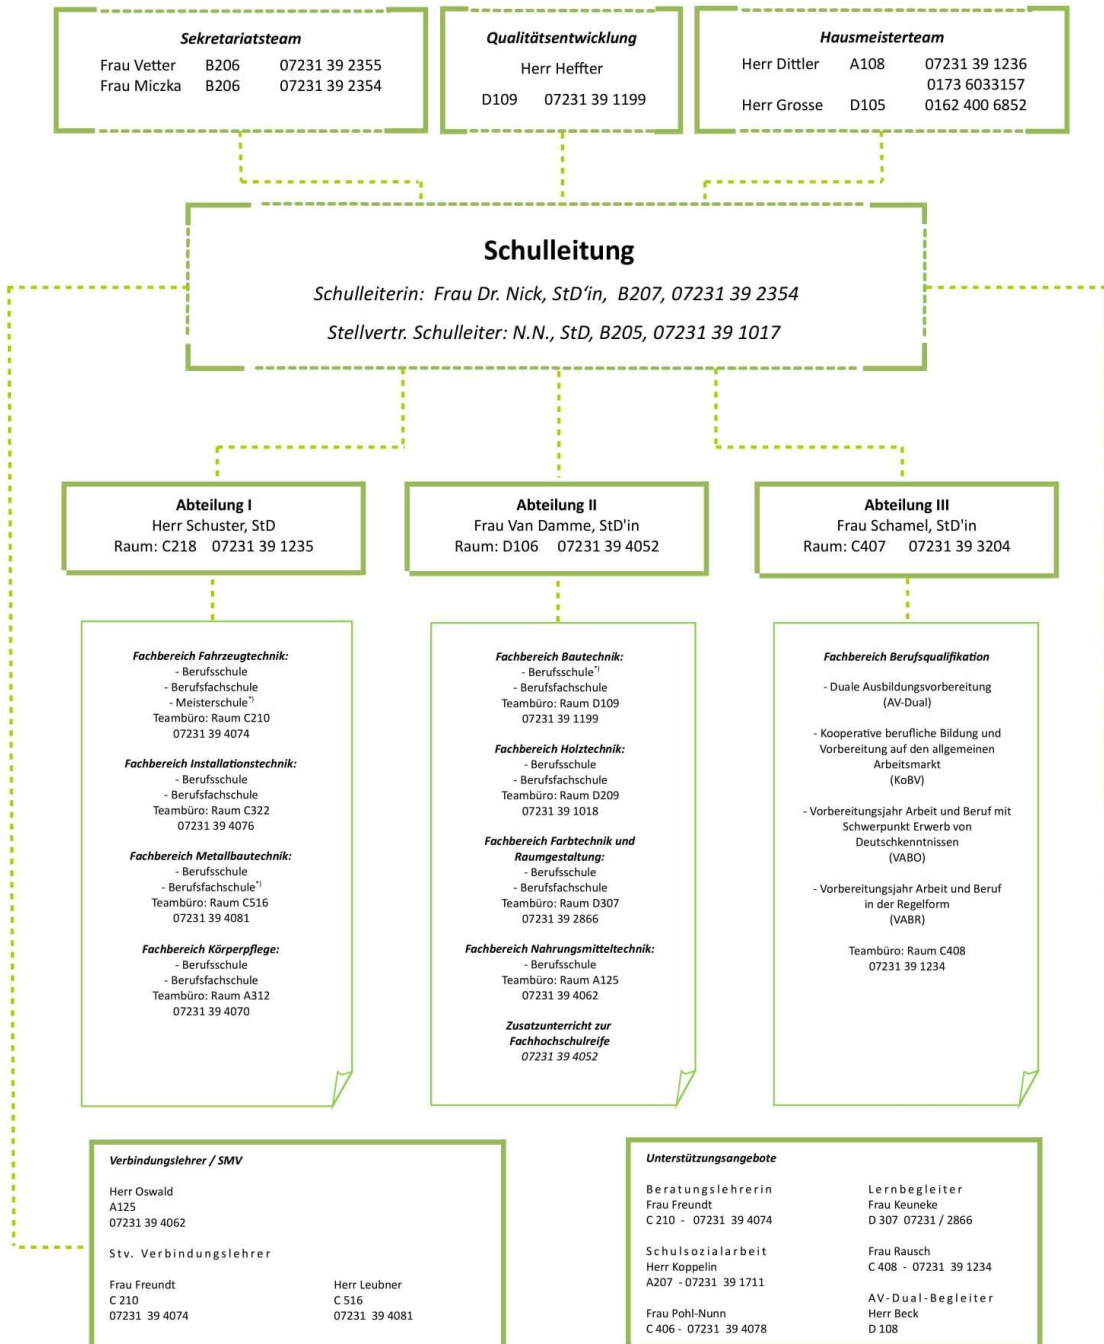 Sekretariatsteam
Frau Vetter B206 07231 39 2355
Frau Miczka B206 07231 39 2354
Qualitätsentwicklung
Herr Heffter
D109 07231 39 1199
Hausmeisterteam
Herr Dittler A108 07231 39 1236
0173 6033157
Herr Grosse D105 0162 400 6852
Schulleitung
Schulleiterin: Frau Dr. Nick, StD‘in, B207, 07231 39 2354
Stellvertr. Schulleiter: N.N., StD, B205, 07231 39 1017
Abteilung I
Herr Schuster, StD
Raum: C218 07231 39 1235
Abteilung II
Frau Van Damme, StD'in
Raum: D106 07231 39 4052
Abteilung III
Frau Schamel, StD'in
Raum: C407 07231 39 3204
Fachbereich Fahrzeugtechnik:
- Berufsschule
- Berufsfachschule
- Meisterschule*)
Teambüro: Raum C210
07231 39 4074
Fachbereich Installationstechnik:
- Berufsschule
- Berufsfachschule
Teambüro: Raum C322
07231 39 4076
Fachbereich Metallbautechnik:
- Berufsschule
- Berufsfachschule*)
Teambüro: Raum C516
07231 39 4081
Fachbereich Körperpflege:
- Berufsschule
- Berufsfachschule
Teambüro: Raum A312
07231 39 4070
Fachbereich Bautechnik:
- Berufsschule*)
- Berufsfachschule
Teambüro: Raum D109
07231 39 1199
Fachbereich Holztechnik:
- Berufsschule
- Berufsfachschule
Teambüro: Raum D209
07231 39 1018
Fachbereich Farbtechnik und
Raumgestaltung:
- Berufsschule
- Berufsfachschule
Teambüro: Raum D307
07231 39 2866
Fachbereich Nahrungsmitteltechnik:
- Berufsschule
Teambüro: Raum A125
07231 39 4062
Zusatzunterricht zur
Fachhochschulreife
07231 39 4052
Fachbereich Berufsqualifikation
- Duale Ausbildungsvorbereitung
(AV-Dual)
- Kooperative berufliche Bildung und
Vorbereitung auf den allgemeinen
Arbeitsmarkt
(KoBV)
- Vorbereitungsjahr Arbeit und Beruf mit
Schwerpunkt Erwerb von
Deutschkenntnissen
(VABO)
- Vorbereitungsjahr Arbeit und Beruf
in der Regelform
(VABR)
Teambüro: Raum C408
07231 39 1234
Verbindungslehrer / SMV
Herr Oswald
A125
07231 39 4062
Stv. Verbindungslehrer
Frau Freundt
C 210
07231 39 4074
Herr Leubner
C 516
07231 39 4081
Unterstützungsangebote
Beratungslehrerin
Frau Freundt
C 210 - 07231 39 4074
Schulsozialarbeit
Herr Koppelin
A207 - 07231 39 1711
Frau Pohl-Nunn
C 406 - 07231 39 4078
Lernbegleiter
Frau Keuneke
D 307 07231 / 2866
Frau Rausch
C 408 - 07231 39 1234
AV-Dual-Begleiter
Herr Beck
D 108